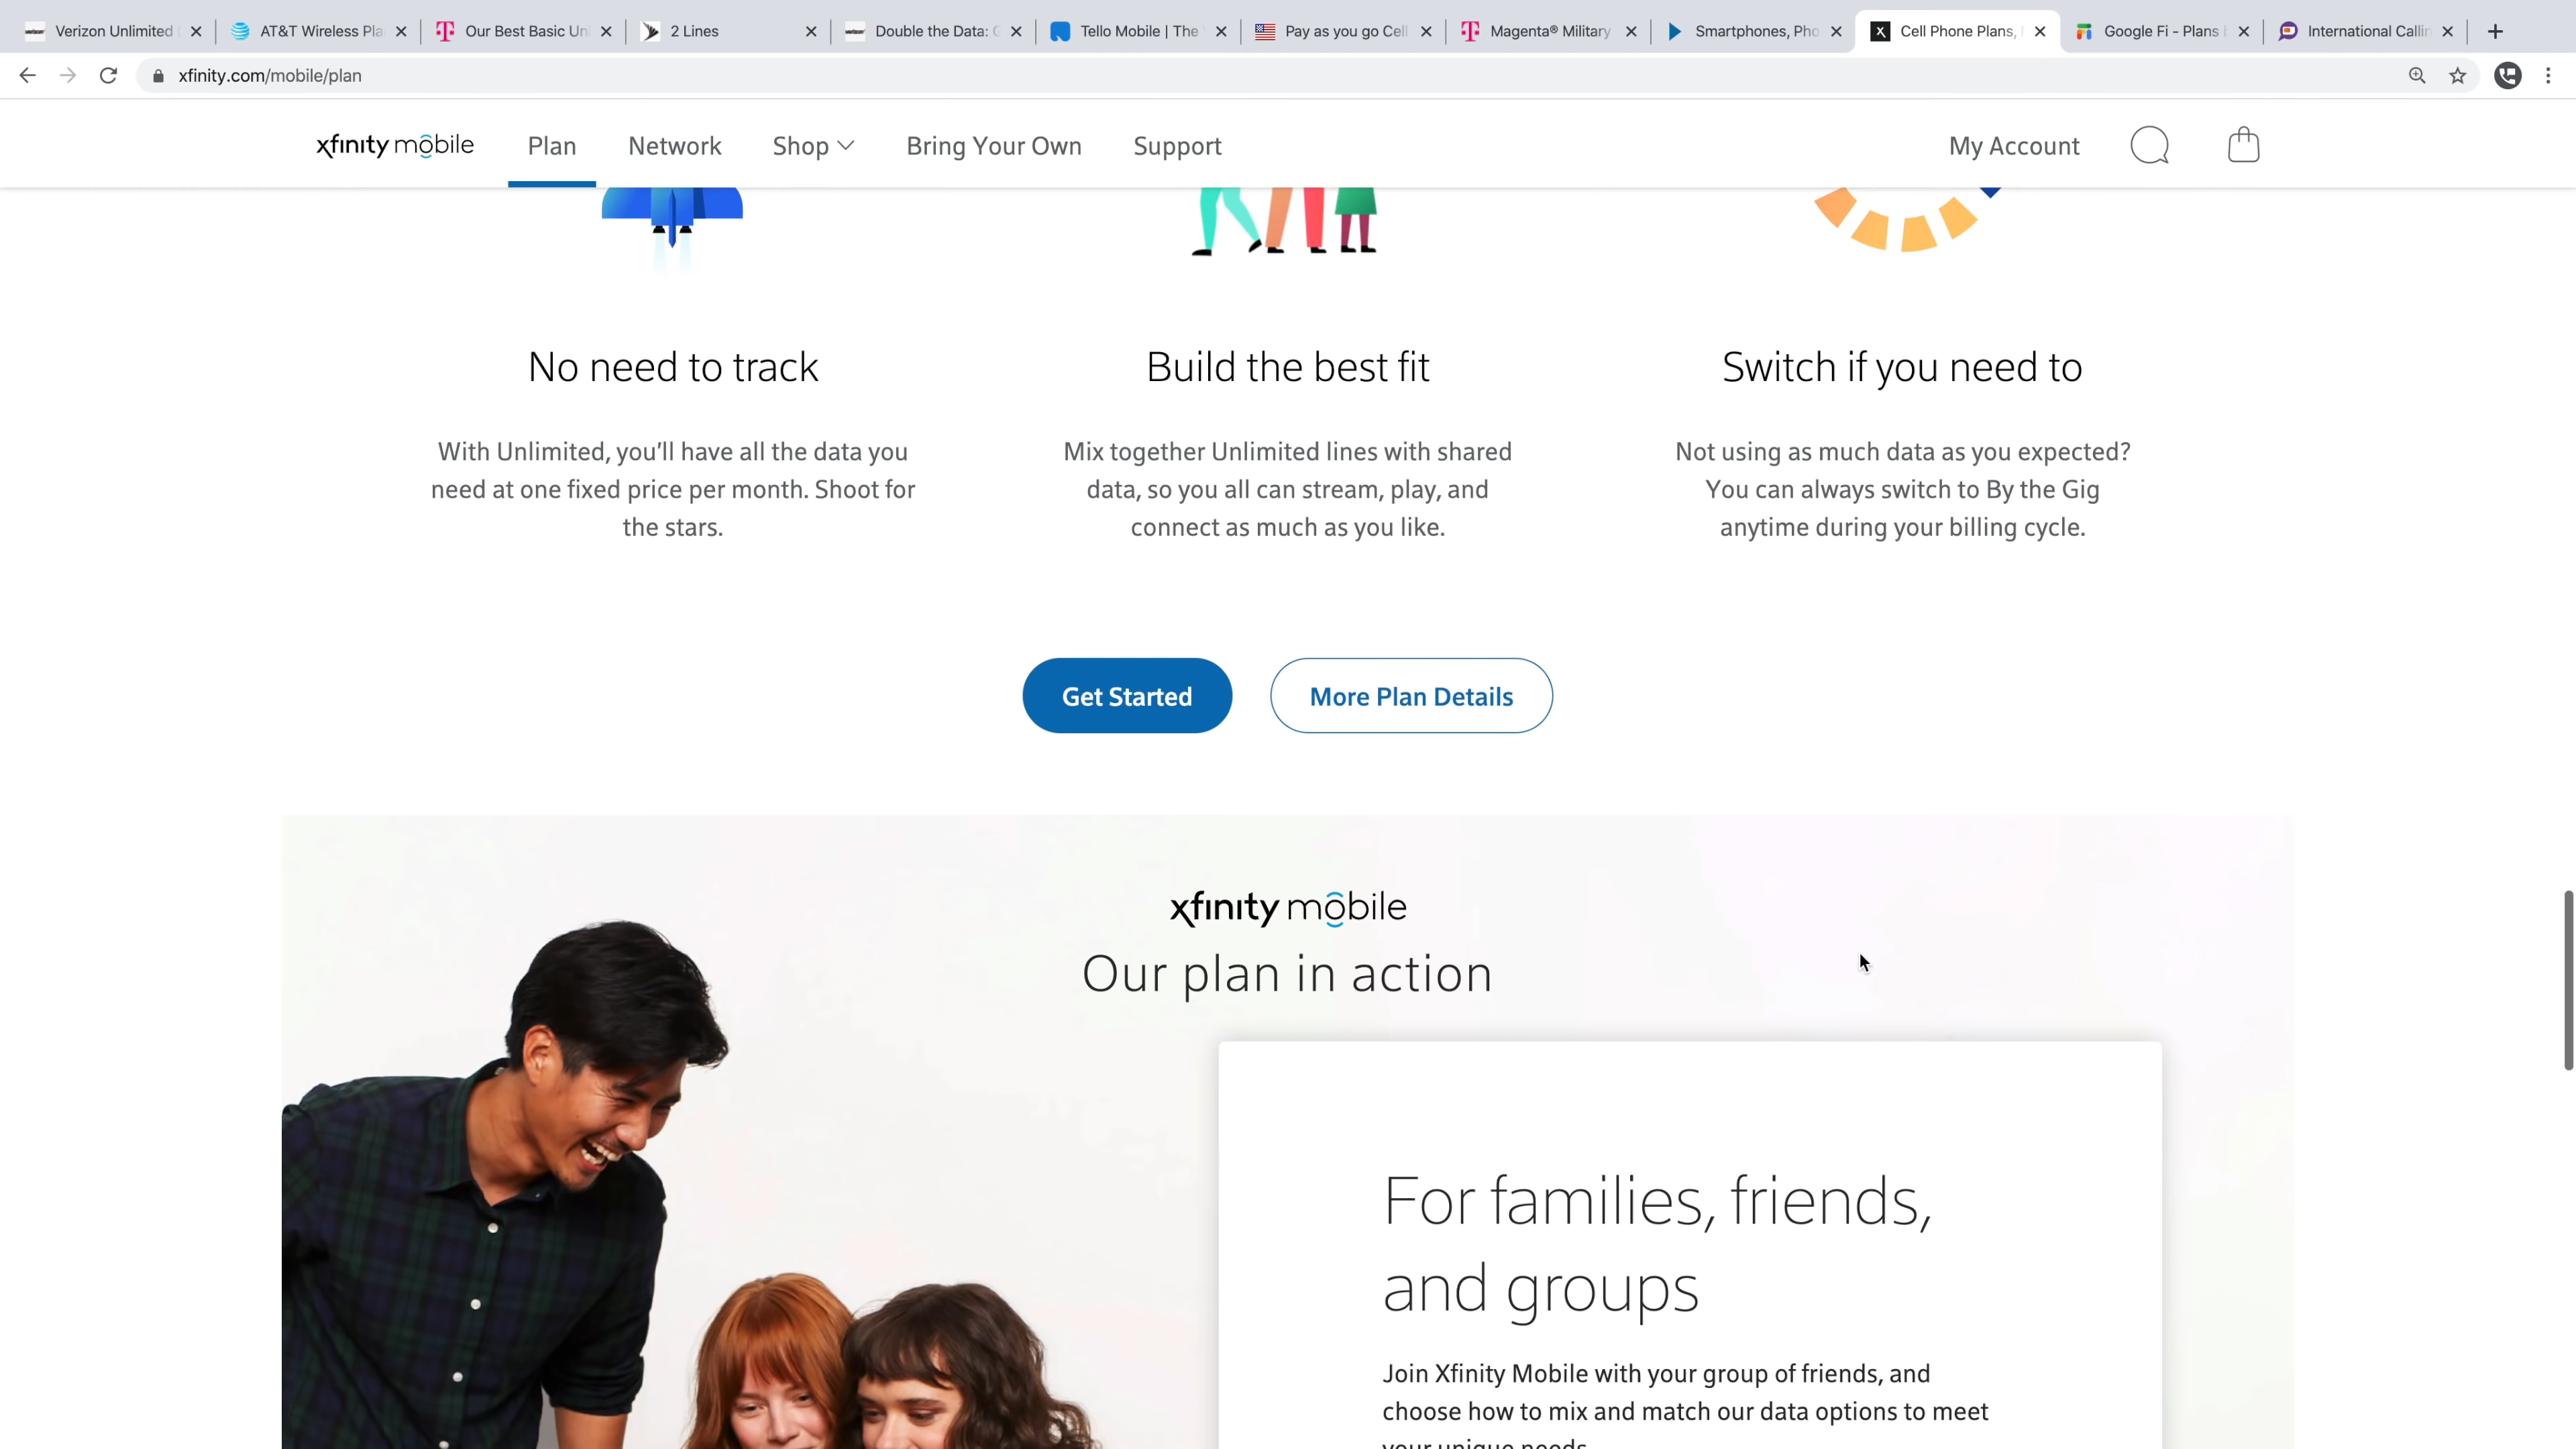 Verizon Unlimited
AT&T Wireless Pla
Our Best Basic Unl
2 Lines
Double the Data: G
Tello Mobile | The
Pay as you go Cell
Magenta® Military
Smartphones, Pho
Cell Phone Plans,
Google Fi - Plans
International Callin
xfinity.com/mobile/plan
xfinity mobile
Plan
Network
Shop
Bring Your Own
Support
My Account
No need to track
With Unlimited, you'll have all the data you
need at one fixed price per month. Shoot for
the stars.
Build the best fit
Mix together Unlimited lines with shared
data, so you all can stream, play, and
connect as much as you like.
Switch if you need to
Not using as much data as you expected?
You can always switch to By the Gig
anytime during your billing cycle.
Get Started
More Plan Details
xfinity mobile
Our plan in action
For families, friends,
and groups
Join Xfinity Mobile with your group of friends, and
choose how to mix and match our data options to meet
your unique needs.